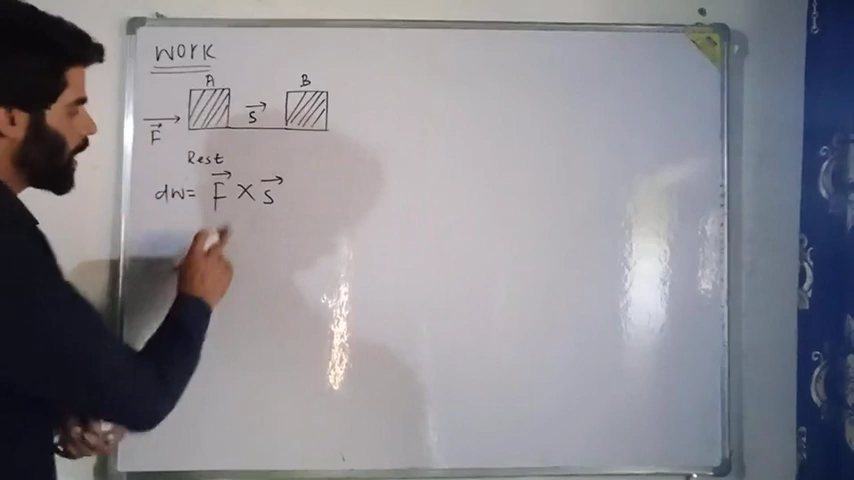 WORK
A B
F⃗ s⃗
Rest
dw= F⃗ × s⃗